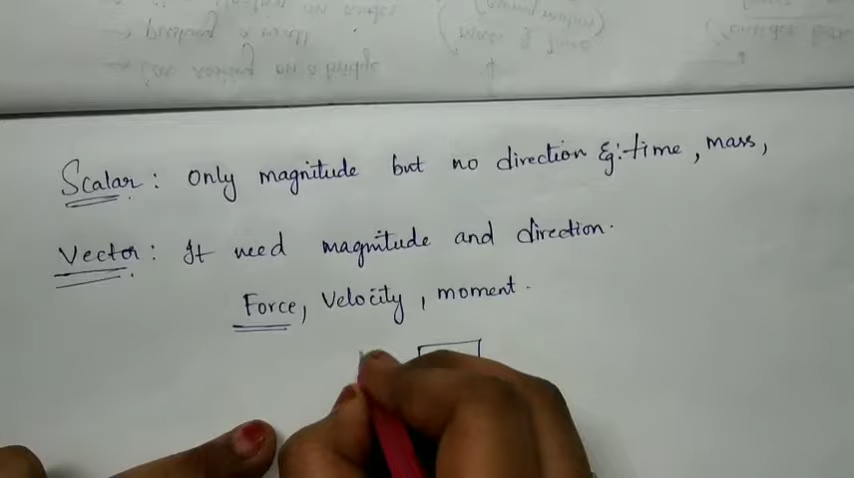 Scalar : Only magnitude but no direction Eg: time, mass,
Vector : It need magnitude and direction.
Force, Velocity, moment.